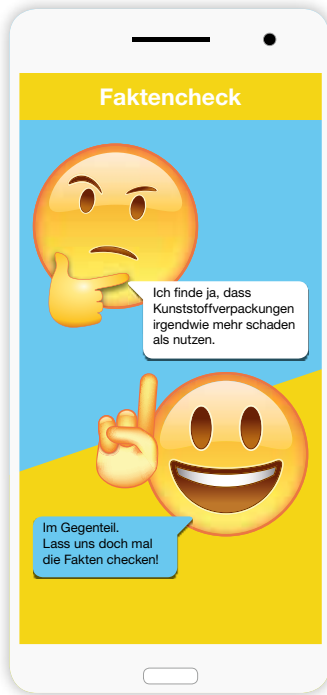 Faktencheck
Ich finde ja, dass
Kunststoffverpackungen
irgendwie mehr schaden
als nutzen.
Im Gegenteil.
Lass uns doch mal
die Fakten checken!